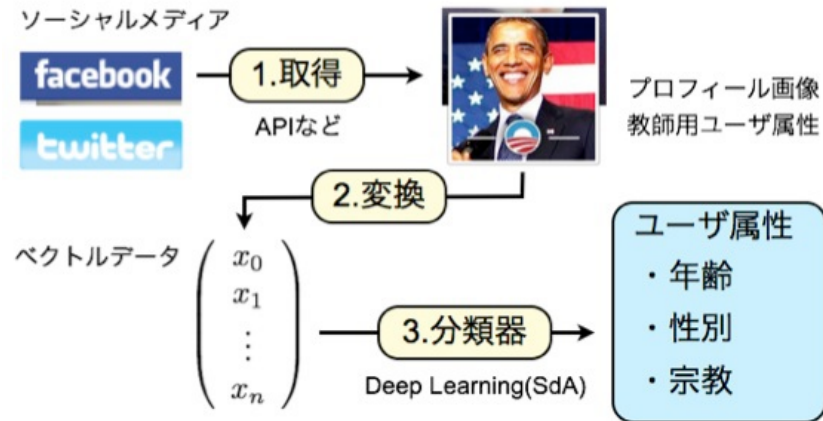 ソーシャルメディア
facebook
twitter
1.取得
APIなど
プロフィール画像
教師用ユーザ属性
2.変換
ベクトルデータ
x0
x1
⋮
xn
3.分類器
Deep Learning(SdA)
ユーザ属性
・年齢
・性別
・宗教